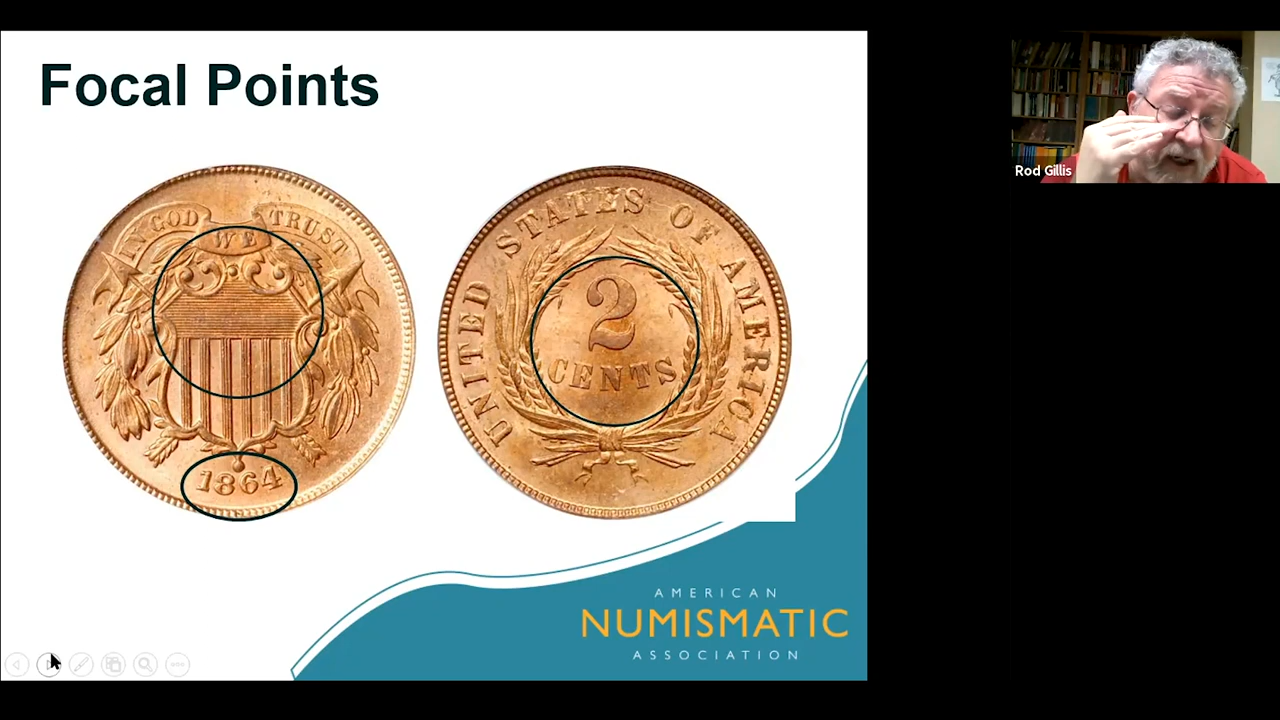 Focal Points
IN GOD
WE
TRUST
1864
UNITED STATES OF AMERICA
2
CENTS
AMERICAN
NUMISMATIC
ASSOCIATION
Rod Gillis